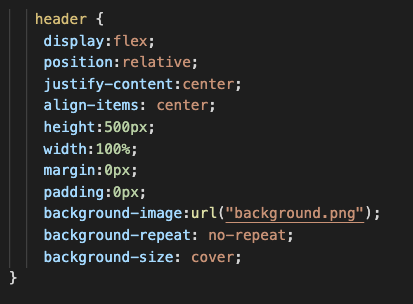 header {
display:flex;
position:relative;
justify-content:center;
align-items: center;
height:500px;
width:100%;
margin:0px;
padding:0px;
background-image:url("background.png");
background-repeat: no-repeat;
background-size: cover;
}